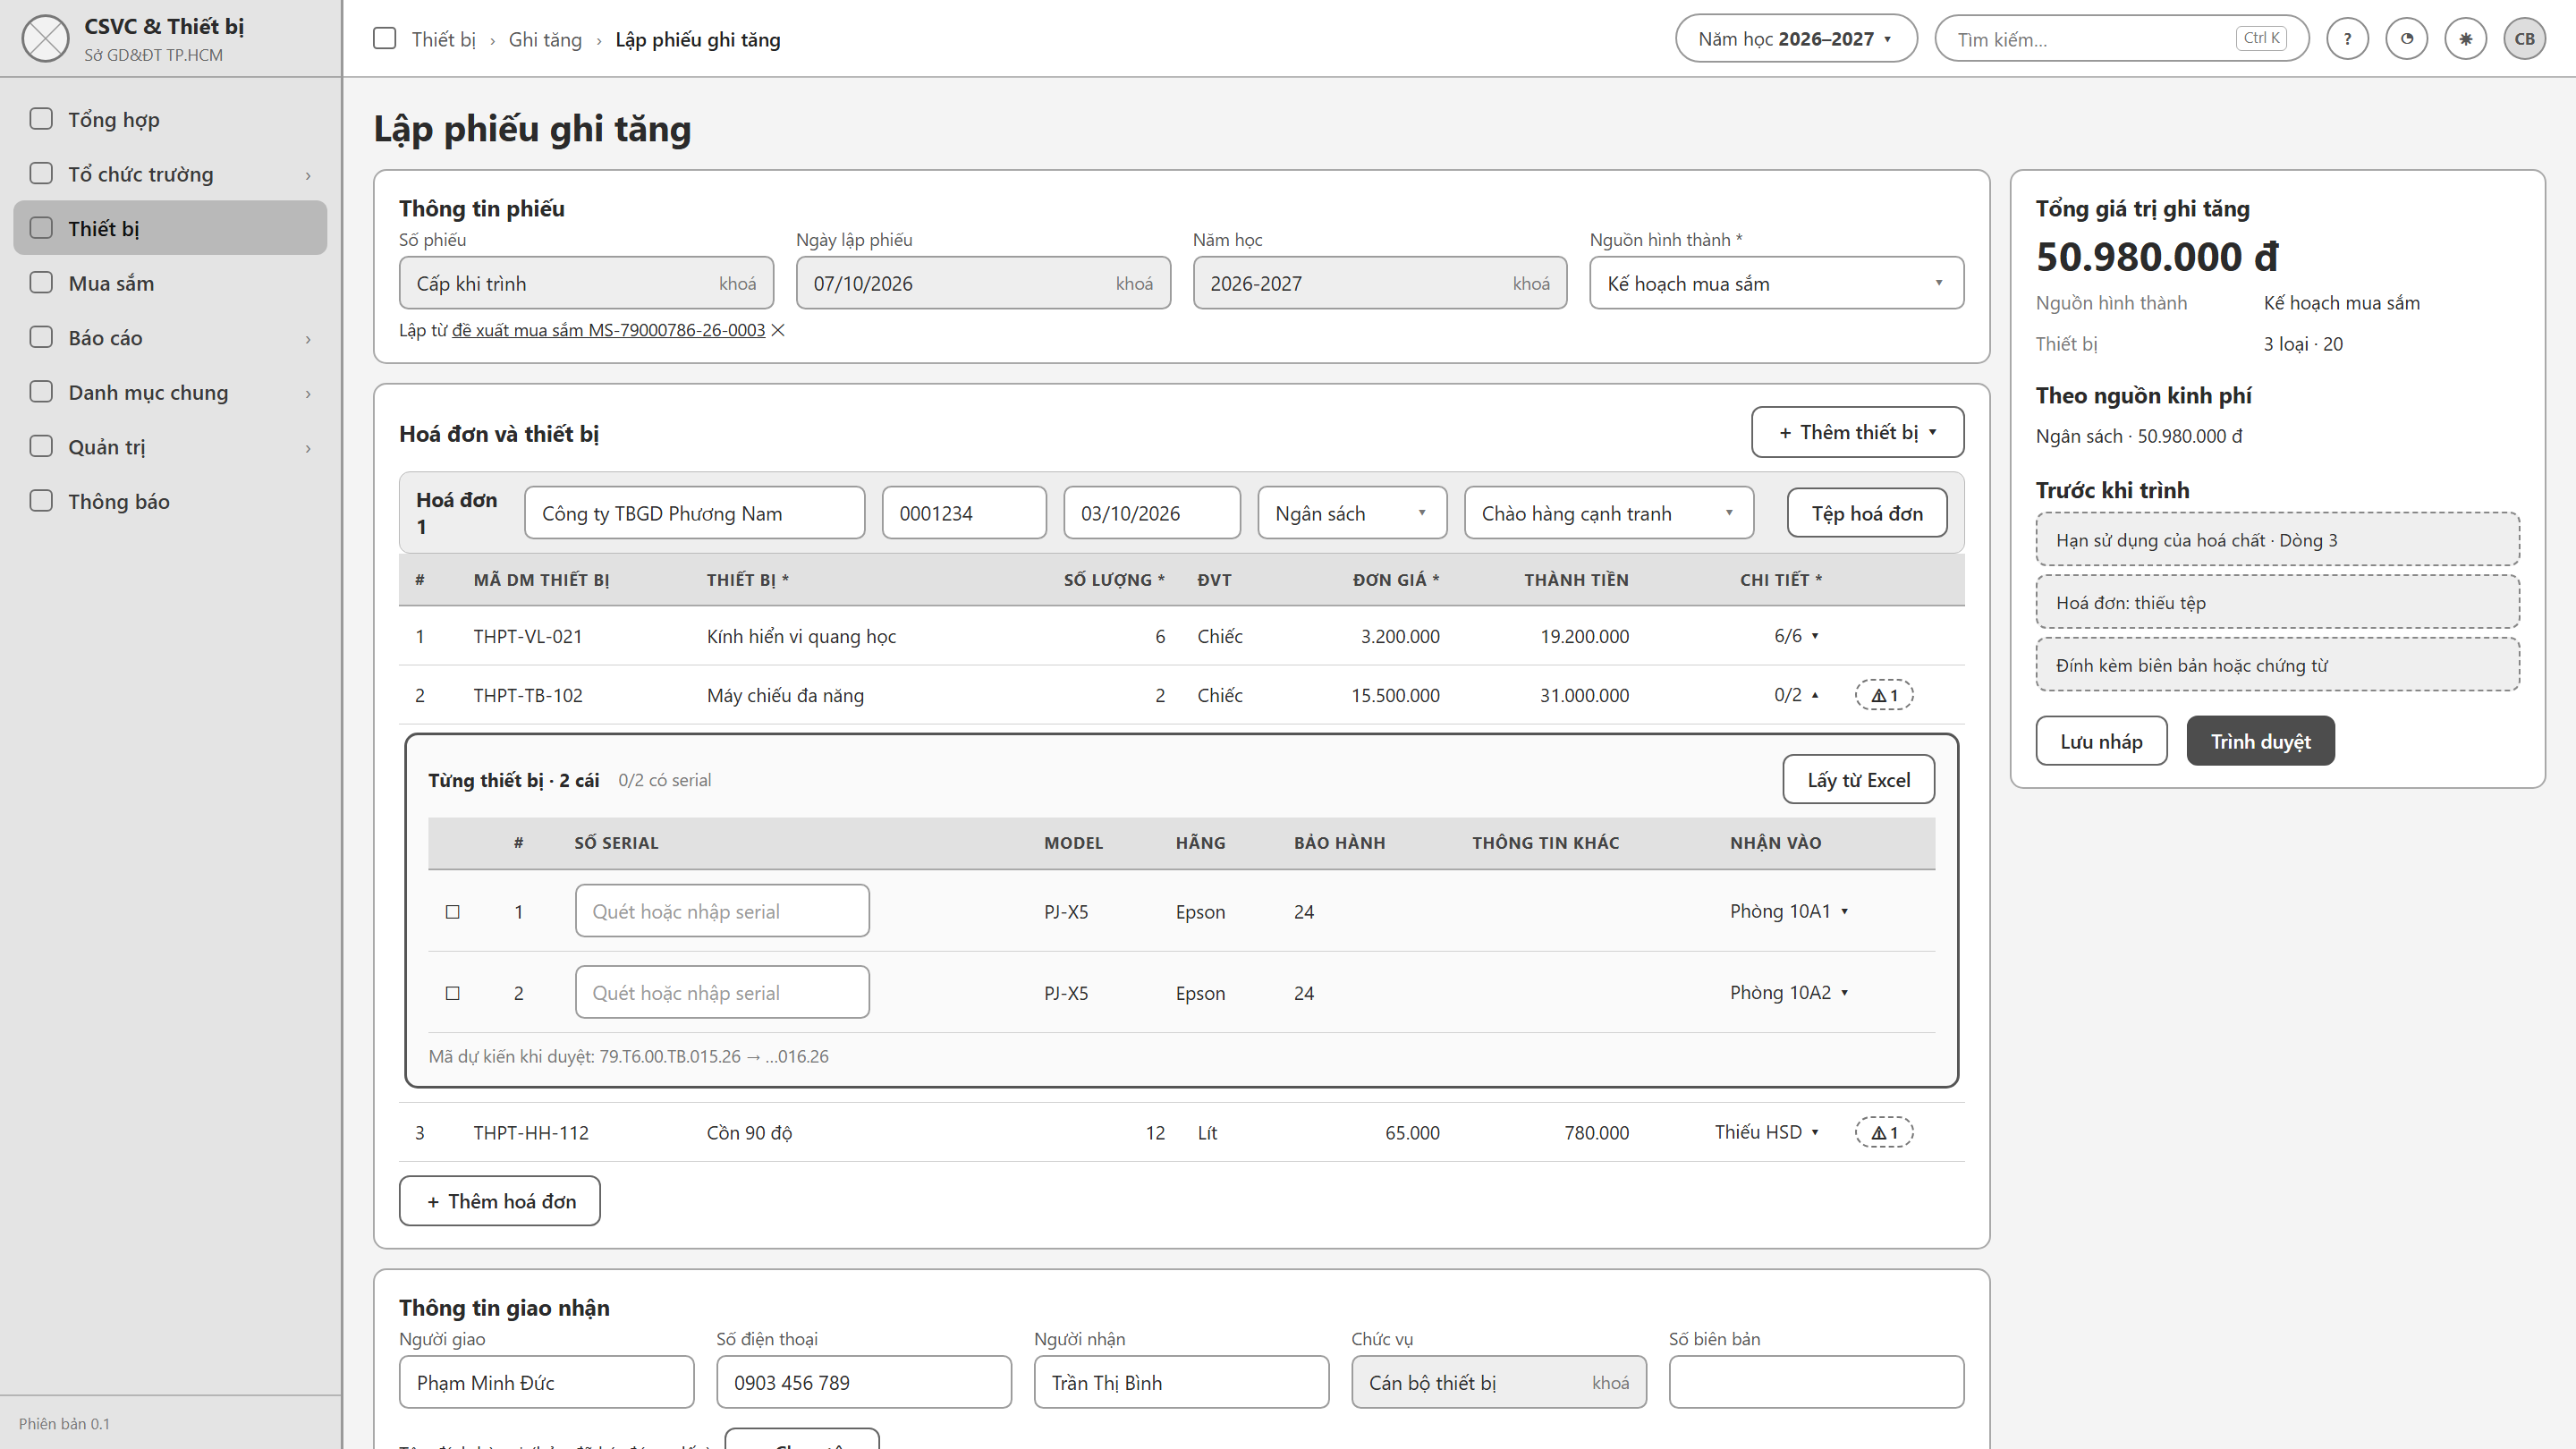 CSVC & Thiết bị
Sở GD&ĐT TP.HCM
Tổng hợp
Tổ chức trường
Thiết bị
Mua sắm
Báo cáo
Danh mục chung
Quản trị
Thông báo
Phiên bản 0.1
Thiết bị › Ghi tăng › Lập phiếu ghi tăng
Năm học 2026–2027
Tìm kiếm... Ctrl K
? CB
Lập phiếu ghi tăng
Thông tin phiếu
Số phiếu Ngày lập phiếu Năm học Nguồn hình thành *
Cấp khi trình khoá 07/10/2026 khoá 2026-2027 khoá Kế hoạch mua sắm
Lập từ đề xuất mua sắm MS-79000786-26-0003 ×
Hoá đơn và thiết bị
+ Thêm thiết bị
Hoá đơn 1 Công ty TBGD Phương Nam 0001234 03/10/2026 Ngân sách Chào hàng cạnh tranh Tệp hoá đơn
# MÃ DM THIẾT BỊ THIẾT BỊ * SỐ LƯỢNG * ĐVT ĐƠN GIÁ * THÀNH TIỀN CHI TIẾT *
1 THPT-VL-021 Kính hiển vi quang học 6 Chiếc 3.200.000 19.200.000 6/6
2 THPT-TB-102 Máy chiếu đa năng 2 Chiếc 15.500.000 31.000.000 0/2 ⚠ 1
Từng thiết bị · 2 cái 0/2 có serial Lấy từ Excel
# SỐ SERIAL MODEL HÃNG BẢO HÀNH THÔNG TIN KHÁC NHẬN VÀO
1 Quét hoặc nhập serial PJ-X5 Epson 24 Phòng 10A1
2 Quét hoặc nhập serial PJ-X5 Epson 24 Phòng 10A2
Mã dự kiến khi duyệt: 79.T6.00.TB.015.26 → ...016.26
3 THPT-HH-112 Cồn 90 độ 12 Lít 65.000 780.000 Thiếu HSD ⚠ 1
+ Thêm hoá đơn
Thông tin giao nhận
Người giao Số điện thoại Người nhận Chức vụ Số biên bản
Phạm Minh Đức 0903 456 789 Trần Thị Bình Cán bộ thiết bị khoá
Tổng giá trị ghi tăng
50.980.000 đ
Nguồn hình thành Kế hoạch mua sắm
Thiết bị 3 loại · 20
Theo nguồn kinh phí
Ngân sách · 50.980.000 đ
Trước khi trình
Hạn sử dụng của hoá chất · Dòng 3
Hoá đơn: thiếu tệp
Đính kèm biên bản hoặc chứng từ
Lưu nháp Trình duyệt